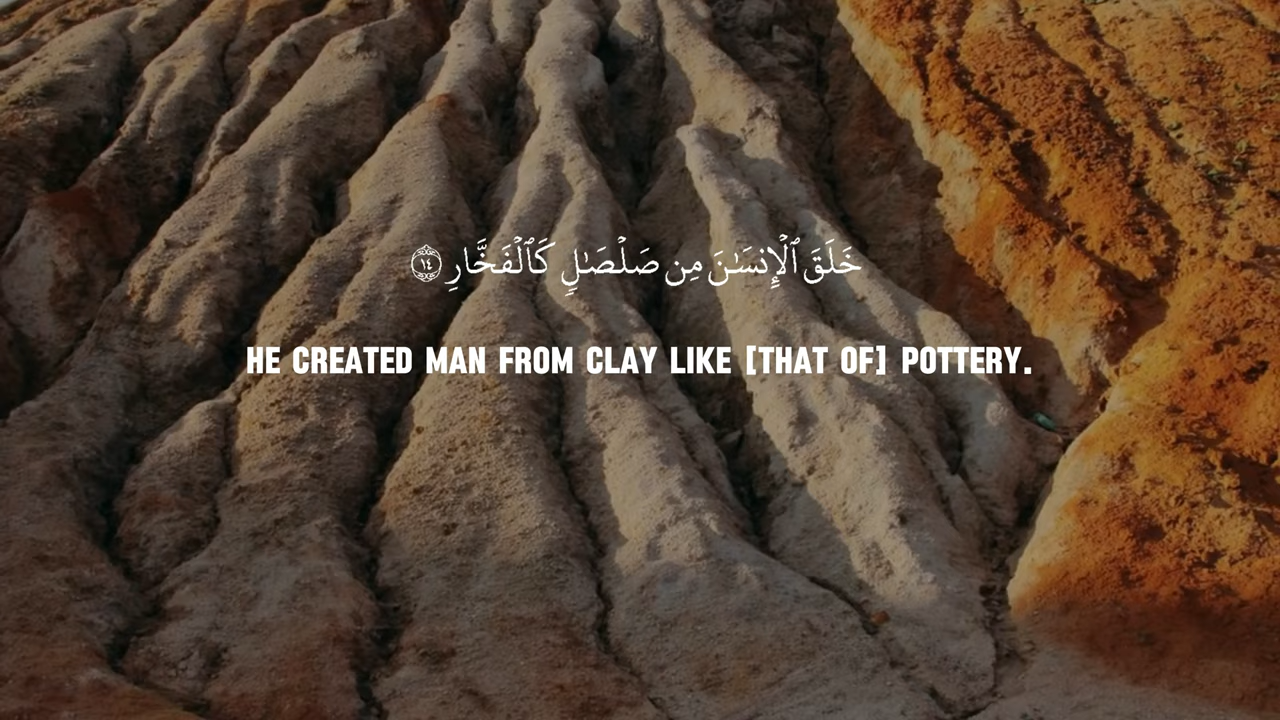 خَلَقَ ٱلْإِنسَـٰنَ مِن صَلْصَـٰلٍ كَٱلْفَخَّارِ ١٤
HE CREATED MAN FROM CLAY LIKE [THAT OF] POTTERY.